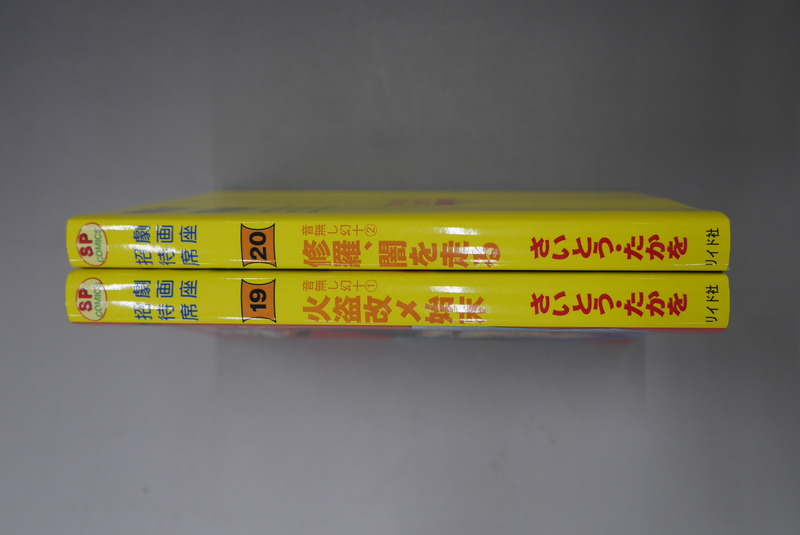 SP
COMICS
劇画座
招待席
20
音無し幻十②
修羅、闇を走る
さいとう・たかを
リイド社
SP
COMICS
劇画座
招待席
19
音無し幻十①
火盗改メ始末
さいとう・たかを
リイド社